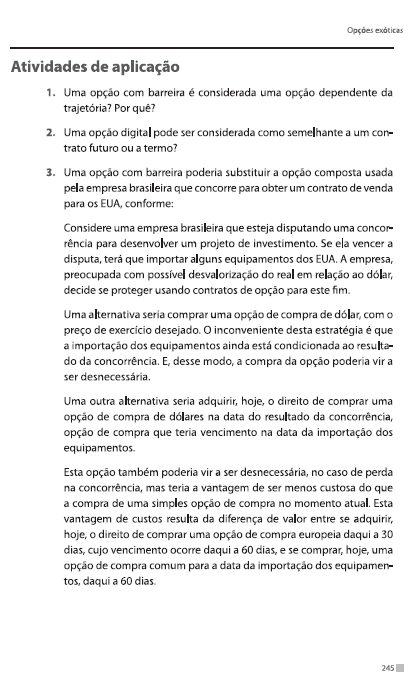 Opções exóticas
Atividades de aplicação
1. Uma opção com barreira é considerada uma opção dependente da
trajetória? Por quê?
2. Uma opção digital pode ser considerada como semelhante a um con-
trato futuro ou a termo?
3. Uma opção com barreira poderia substituir a opção composta usada
pela empresa brasileira que concorre para obter um contrato de venda
para os EUA, conforme:
Considere uma empresa brasileira que esteja disputando uma concor-
rência para desenvolver um projeto de investimento. Se ela vencer a
disputa, terá que importar alguns equipamentos dos EUA. A empresa,
preocupada com possível desvalorização do real em relação ao dólar,
decide se proteger usando contratos de opção para este fim.
Uma alternativa seria comprar uma opção de compra de dólar, com o
preço de exercício desejado. O inconveniente desta estratégia é que
a importação dos equipamentos ainda está condicionada ao resulta-
do da concorrência. E, desse modo, a compra da opção poderia vir a
ser desnecessária.
Uma outra alternativa seria adquirir, hoje, o direito de comprar uma
opção de compra de dólares na data do resultado da concorrência,
opção de compra que teria vencimento na data da importação dos
equipamentos.
Esta opção também poderia vir a ser desnecessária, no caso de perda
na concorrência, mas teria a vantagem de ser menos custosa do que
a compra de uma simples opção de compra no momento atual. Esta
vantagem de custos resulta da diferença de valor entre se adquirir,
hoje, o direito de comprar uma opção de compra europeia daqui a 30
dias, cujo vencimento ocorre daqui a 60 dias, e se comprar, hoje, uma
opção de compra comum para a data da importação dos equipamen-
tos, daqui a 60 dias.
245